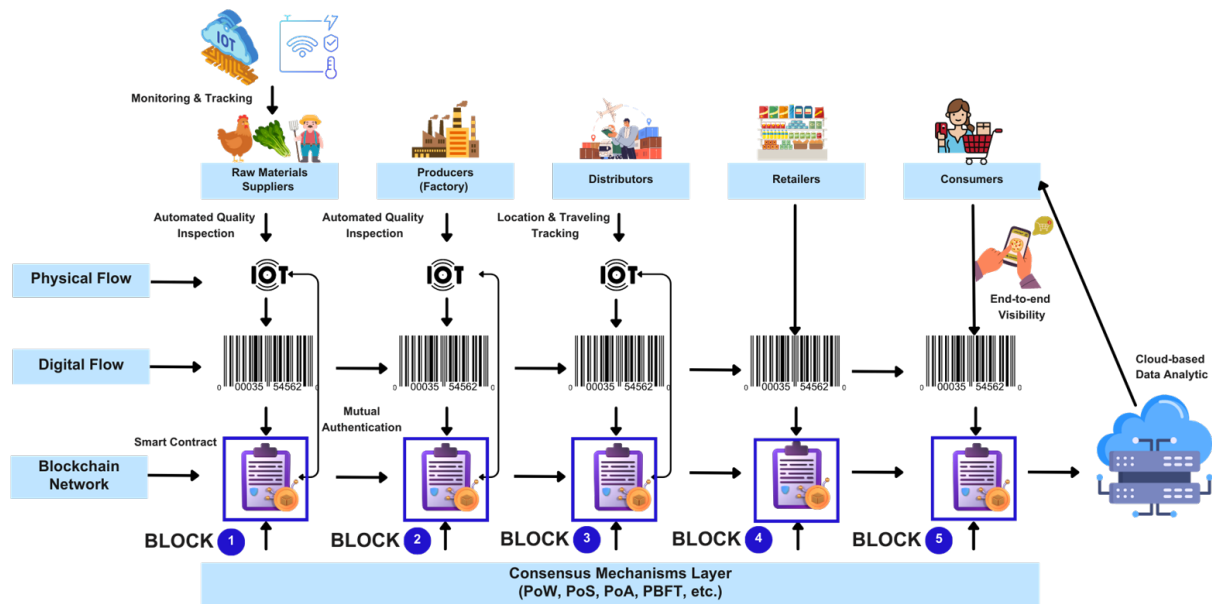 IOT
Monitoring & Tracking
Raw Materials
Suppliers
Producers
(Factory)
Distributors
Retailers
Consumers
Automated Quality
Inspection
Automated Quality
Inspection
Location & Traveling
Tracking
Physical Flow
IOT
IOT
IOT
End-to-end
Visibility
Digital Flow
0 00035 54562 0
0 00035 54562 0
0 00035 54562 0
0 00035 54562 0
0 00035 54562 0
Cloud-based
Data Analytic
Mutual
Authentication
Smart Contract
Blockchain
Network
BLOCK 1
BLOCK 2
BLOCK 3
BLOCK 4
BLOCK 5
Consensus Mechanisms Layer
(PoW, PoS, PoA, PBFT, etc.)